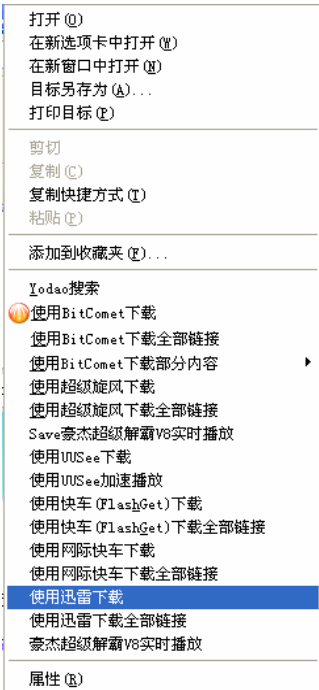 打开(O)
在新选项卡中打开(W)
在新窗口中打开(N)
目标另存为(A)...
打印目标(P)
剪切
复制(C)
复制快捷方式(T)
粘贴(P)
添加到收藏夹(F)...
Yodao搜索
使用BitComet下载
使用BitComet下载全部链接
使用BitComet下载部分内容
使用超级旋风下载
使用超级旋风下载全部链接
Save豪杰超级解霸V8实时播放
使用UUSee下载
使用UUSee加速播放
使用快车(FlashGet)下载
使用快车(FlashGet)下载全部链接
使用网际快车下载
使用网际快车下载全部链接
使用迅雷下载
使用迅雷下载全部链接
豪杰超级解霸V8实时播放
属性(R)